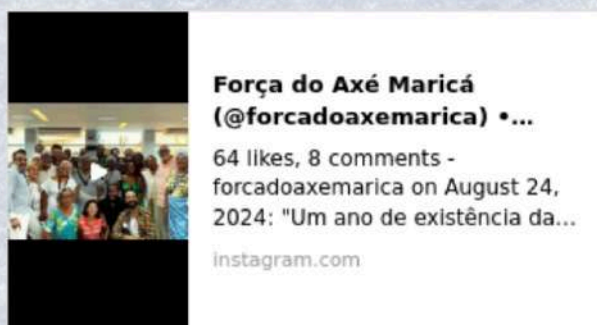 Força do Axé Maricá
(@forcadoaxemarica) •...
64 likes, 8 comments -
forcadoaxemarica on August 24,
2024: "Um ano de existência da...
instagram.com